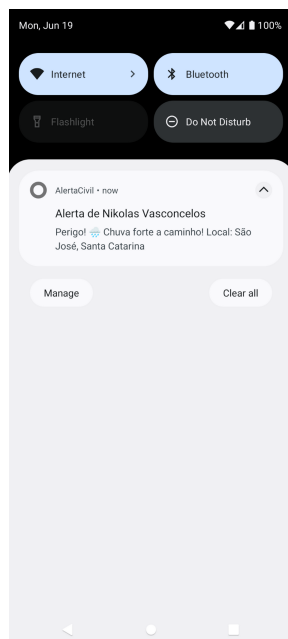 Mon, Jun 19 100%
Internet
Bluetooth
Flashlight
Do Not Disturb
AlertaCivil • now
Alerta de Nikolas Vasconcelos
Perigo! 🌧️ Chuva forte a caminho! Local: São
José, Santa Catarina
Manage
Clear all